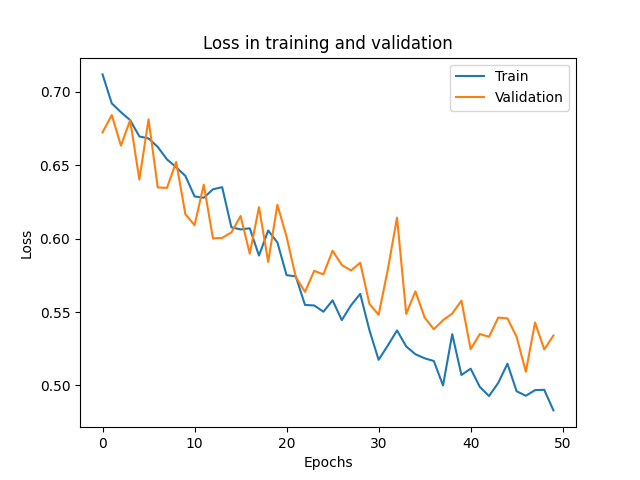 Loss in training and validation
Train
Validation
0.70
0.65
0.60
0.55
0.50
Loss
0 10 20 30 40 50
Epochs